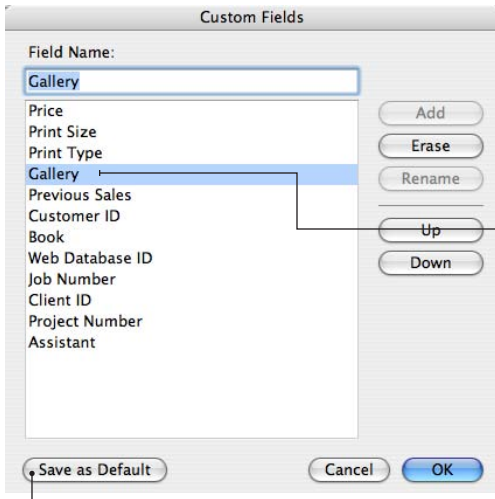 Custom Fields
Field Name:
Gallery
Price
Print Size
Print Type
Gallery
Previous Sales
Customer ID
Book
Web Database ID
Job Number
Client ID
Project Number
Assistant
Add
Erase
Rename
Up
Down
Save as Default
Cancel
OK